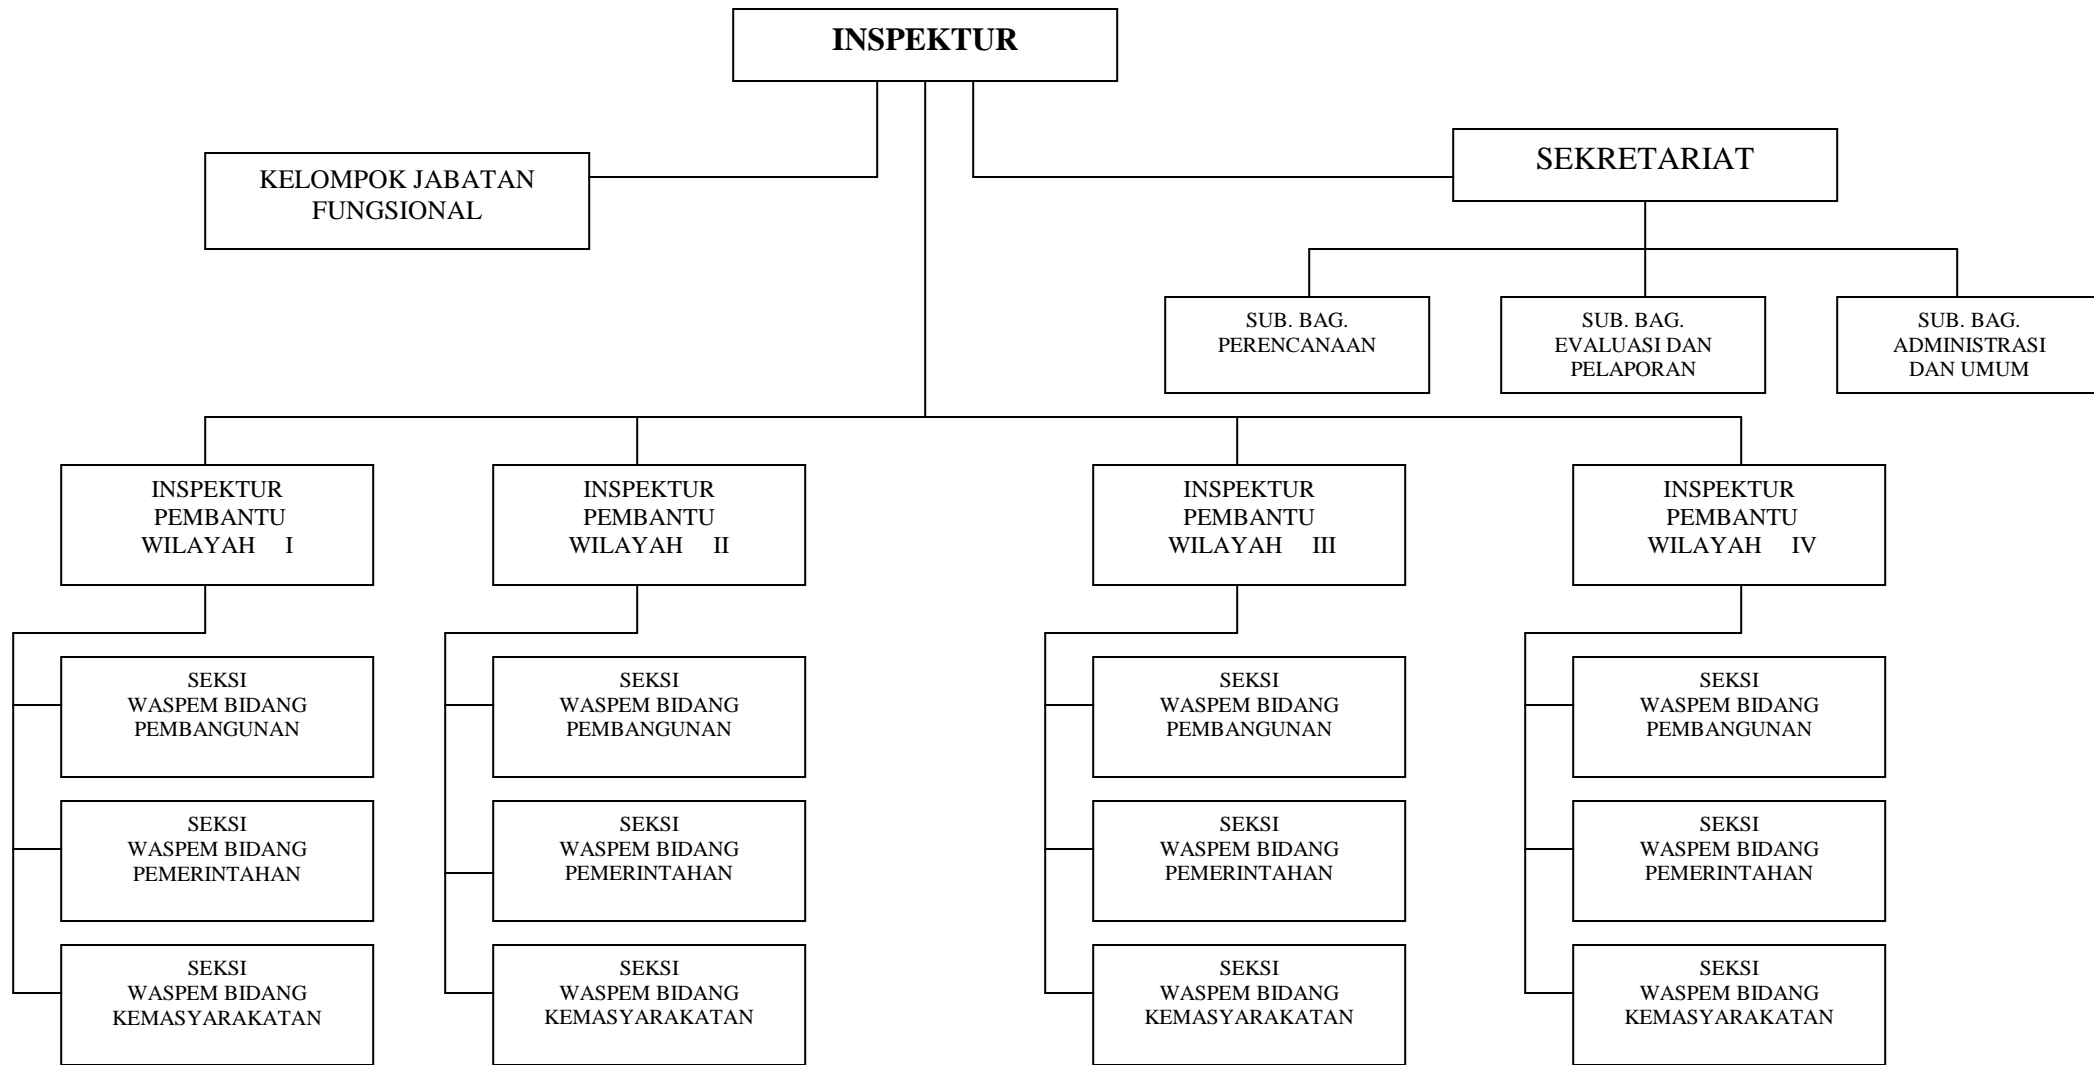 INSPEKTUR
KELOMPOK JABATAN
FUNGSIONAL
SEKRETARIAT
SUB. BAG.
PERENCANAAN
SUB. BAG.
EVALUASI DAN
PELAPORAN
SUB. BAG.
ADMINISTRASI
DAN UMUM
INSPEKTUR
PEMBANTU
WILAYAH I
INSPEKTUR
PEMBANTU
WILAYAH II
INSPEKTUR
PEMBANTU
WILAYAH III
INSPEKTUR
PEMBANTU
WILAYAH IV
SEKSI
WASPEM BIDANG
PEMBANGUNAN
SEKSI
WASPEM BIDANG
PEMBANGUNAN
SEKSI
WASPEM BIDANG
PEMBANGUNAN
SEKSI
WASPEM BIDANG
PEMBANGUNAN
SEKSI
WASPEM BIDANG
PEMERINTAHAN
SEKSI
WASPEM BIDANG
PEMERINTAHAN
SEKSI
WASPEM BIDANG
PEMERINTAHAN
SEKSI
WASPEM BIDANG
PEMERINTAHAN
SEKSI
WASPEM BIDANG
KEMASYARAKATAN
SEKSI
WASPEM BIDANG
KEMASYARAKATAN
SEKSI
WASPEM BIDANG
KEMASYARAKATAN
SEKSI
WASPEM BIDANG
KEMASYARAKATAN